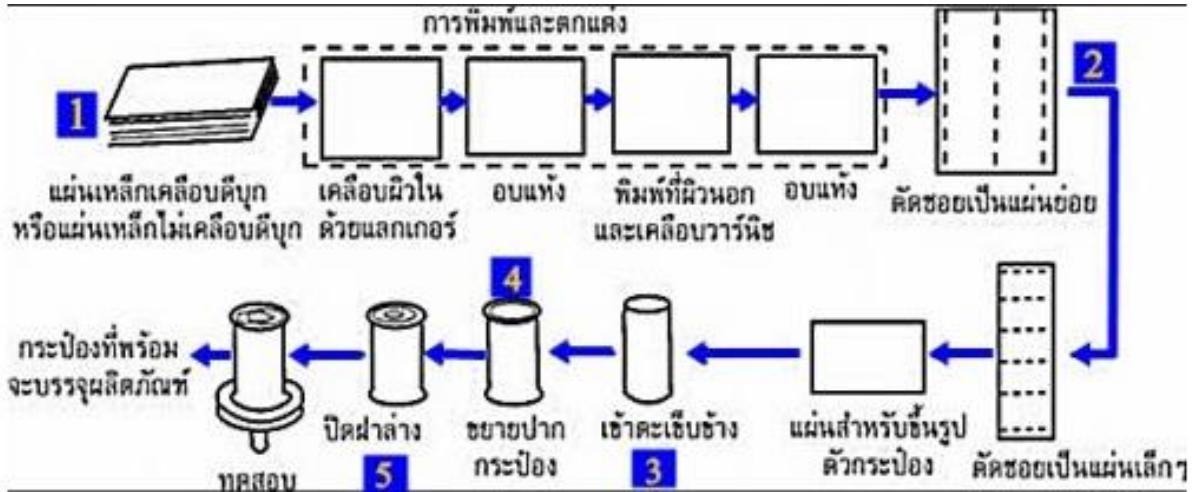 การพิมพ์และตกแต่ง
1
2
แผ่นเหล็กเคลือบดีบุก
หรือแผ่นเหล็กไม่เคลือบดีบุก
เคลือบผิวใน
ด้วยแลกเกอร์
อบแห้ง
พิมพ์ที่ผิวนอก
และเคลือบวาร์นิช
อบแห้ง
ตัดซอยเป็นแผ่นย่อย
4
กระป๋องที่พร้อม
จะบรรจุผลิตภัณฑ์
ทดสอบ
ปิดฝาล่าง
5
ขยายปาก
กระป๋อง
เข้าตะเข็บข้าง
3
แผ่นสำหรับขึ้นรูป
ตัวกระป๋อง
ตัดซอยเป็นแผ่นเล็กๆ